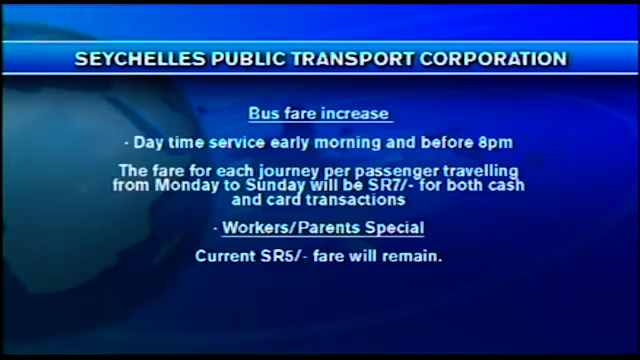 SEYCHELLES PUBLIC TRANSPORT CORPORATION
Bus fare increase
· Day time service early morning and before 8pm
The fare for each journey per passenger travelling
from Monday to Sunday will be SR7/- for both cash
and card transactions
· Workers/Parents Special
Current SR5/- fare will remain.